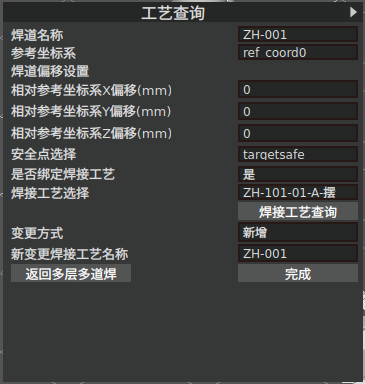 工艺查询
焊道名称 ZH-001
参考坐标系 ref_coord0
焊道偏移设置
相对参考坐标系X偏移(mm) 0
相对参考坐标系Y偏移(mm) 0
相对参考坐标系Z偏移(mm) 0
安全点选择 targetsafe
是否绑定焊接工艺 是
焊接工艺选择 ZH-101-01-A-摆
焊接工艺查询
变更方式 新增
新变更焊接工艺名称 ZH-001
返回多层多道焊 完成